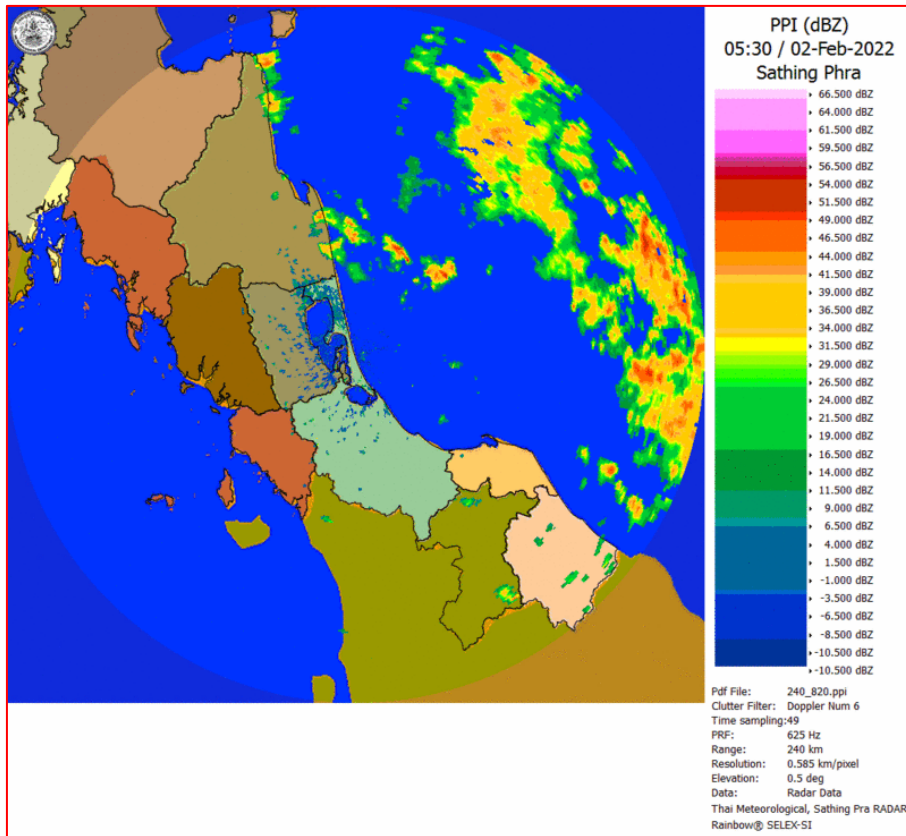 PPI (dBZ)
05:30 / 02-Feb-2022
Sathing Phra
66.500 dBZ
64.000 dBZ
61.500 dBZ
59.500 dBZ
56.500 dBZ
54.000 dBZ
51.500 dBZ
49.000 dBZ
46.500 dBZ
44.000 dBZ
41.500 dBZ
39.000 dBZ
36.500 dBZ
34.000 dBZ
31.500 dBZ
29.000 dBZ
26.500 dBZ
24.000 dBZ
21.500 dBZ
19.000 dBZ
16.500 dBZ
14.000 dBZ
11.500 dBZ
9.000 dBZ
6.500 dBZ
4.000 dBZ
1.500 dBZ
-1.000 dBZ
-3.500 dBZ
-6.500 dBZ
-8.500 dBZ
-10.500 dBZ
-10.500 dBZ
Pdf File: 240_820.ppi
Clutter Filter: Doppler Num 6
Time sampling:49
PRF: 625 Hz
Range: 240 km
Resolution: 0.585 km/pixel
Elevation: 0.5 deg
Data: Radar Data
Thai Meteorological, Sathing Pra RADAR
Rainbow® SELEX-SI